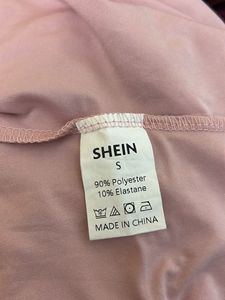 SHEIN
S
90% Polyester
10% Elastane
MADE IN CHINA